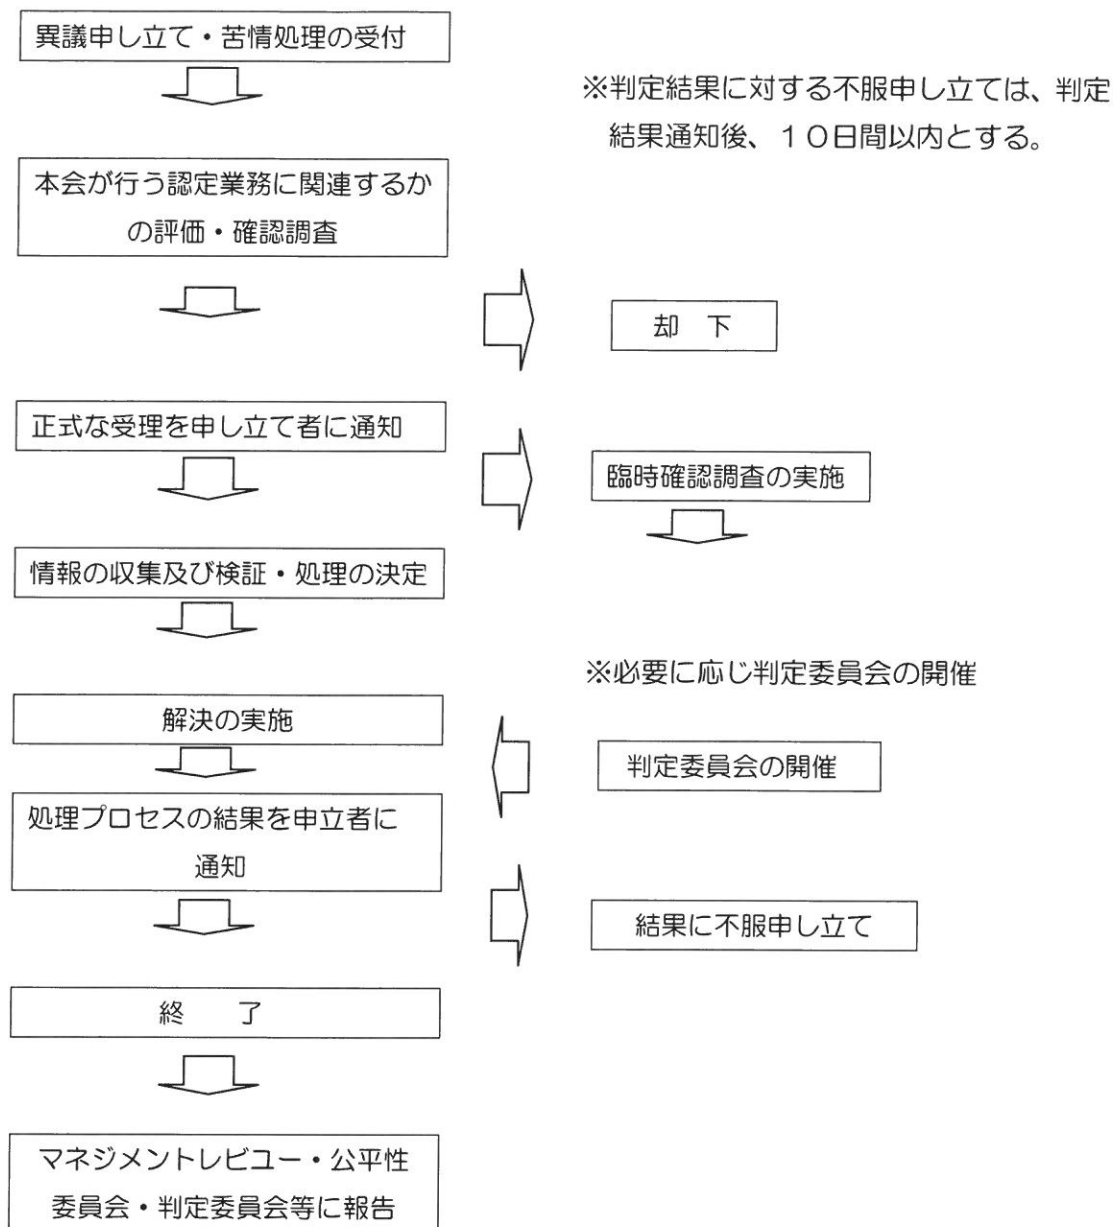 異議申し立て・苦情処理の受付
※判定結果に対する不服申し立ては、判定
結果通知後、１０日間以内とする。
本会が行う認定業務に関連するか
の評価・確認調査
却　下
正式な受理を申し立て者に通知
臨時確認調査の実施
情報の収集及び検証・処理の決定
※必要に応じ判定委員会の開催
解決の実施
判定委員会の開催
処理プロセスの結果を申立者に
通知
結果に不服申し立て
終　　了
マネジメントレビュー・公平性
委員会・判定委員会等に報告